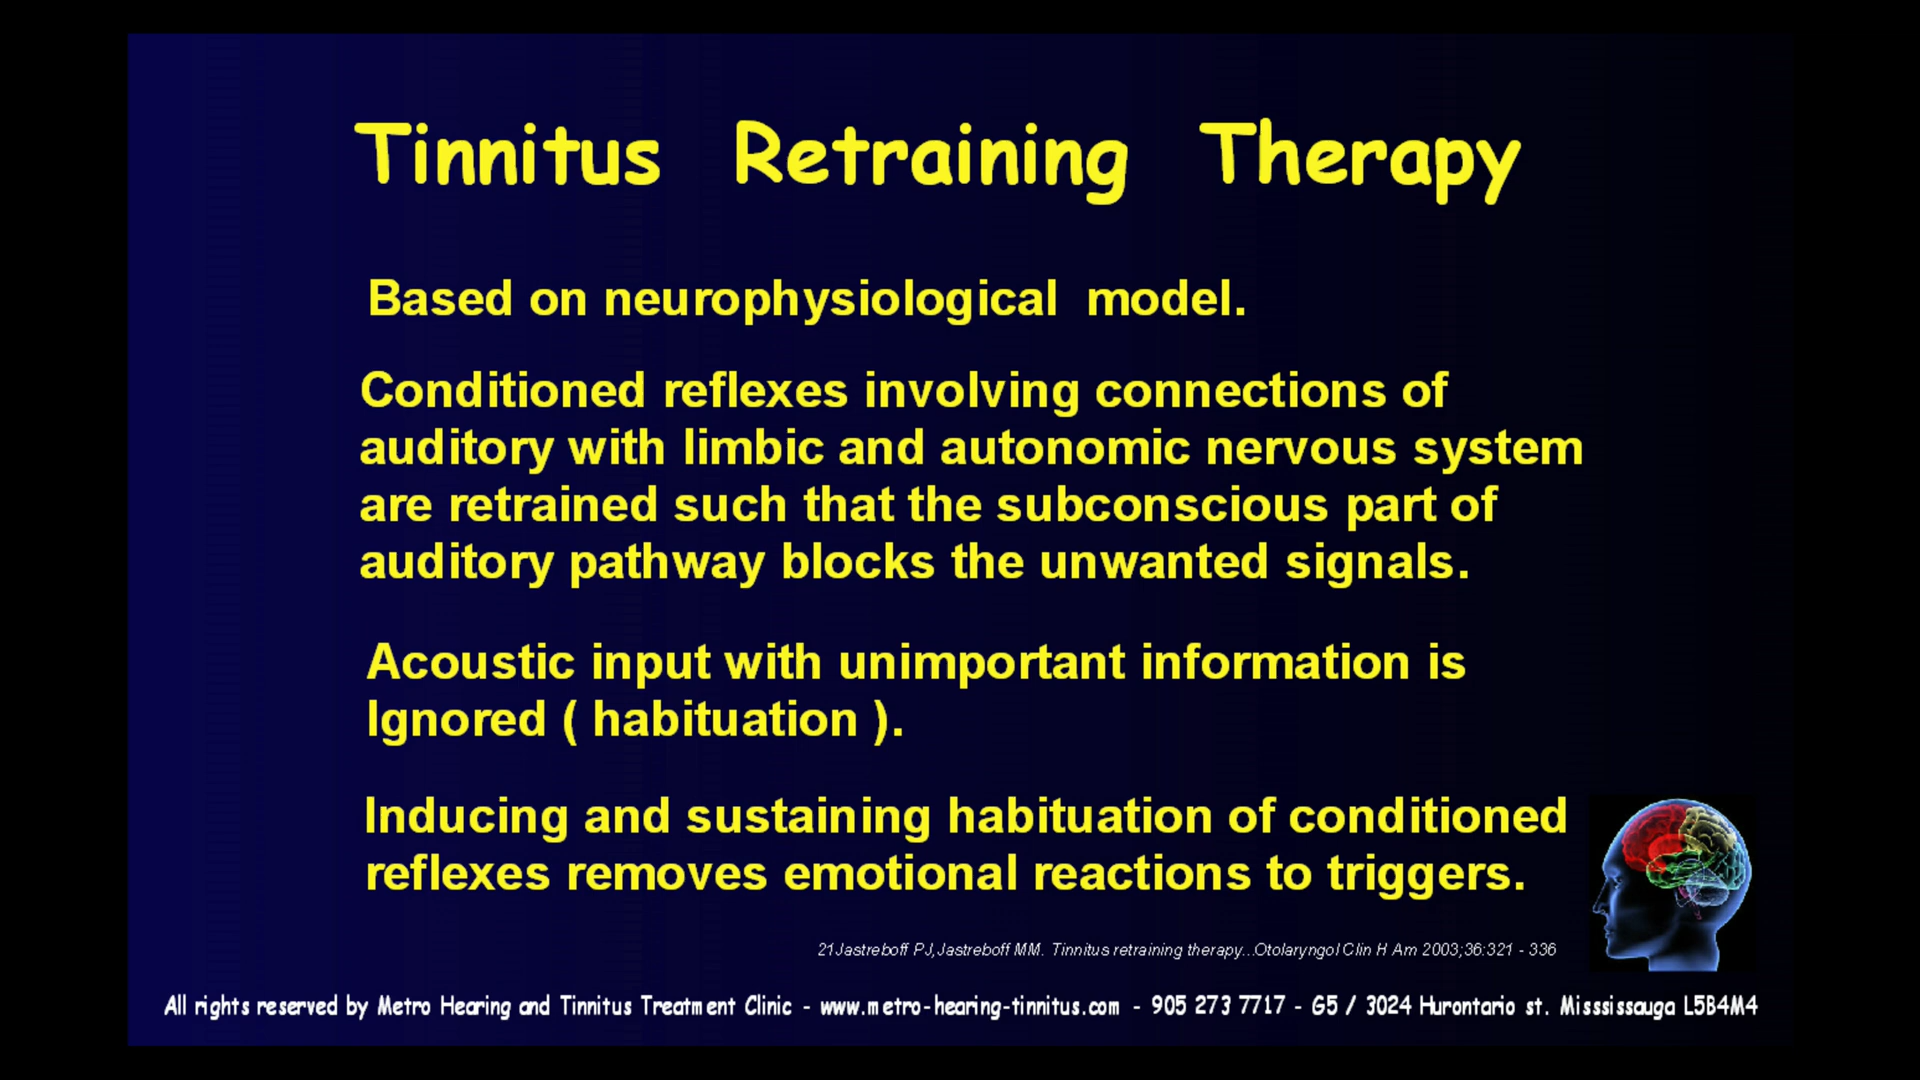 Tinnitus Retraining Therapy
Based on neurophysiological model.
Conditioned reflexes involving connections of
auditory with limbic and autonomic nervous system
are retrained such that the subconscious part of
auditory pathway blocks the unwanted signals.
Acoustic input with unimportant information is
Ignored ( habituation ).
Inducing and sustaining habituation of conditioned
reflexes removes emotional reactions to triggers.
21Jastreboff PJ,Jastreboff MM. Tinnitus retraining therapy...Otolaryngol Clin H Am 2003;36:321 - 336
All rights reserved by Metro Hearing and Tinnitus Treatment Clinic - www.metro-hearing-tinnitus.com - 905 273 7717 - G5 / 3024 Hurontario st. Misssissauga L5B4M4